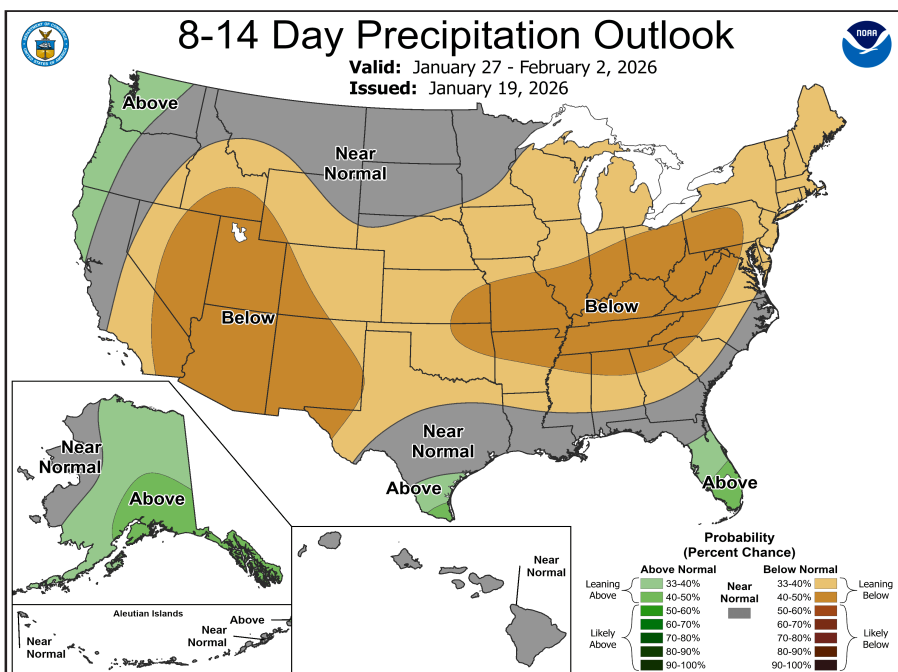 8-14 Day Precipitation Outlook
Valid: January 27 - February 2, 2026
Issued: January 19, 2026
NOAA
Above
Near
Normal
Below
Below
Near
Normal
Above
Above
Near
Normal
Above
Aleutian Islands
Near
Normal
Near
Normal
Above
Near
Normal
Probability
(Percent Chance)
Above Normal
Below Normal
Leaning
Above
33-40%
40-50%
50-60%
60-70%
70-80%
80-90%
90-100%
Likely
Above
Near
Normal
33-40%
40-50%
50-60%
60-70%
70-80%
80-90%
90-100%
Leaning
Below
Likely
Below